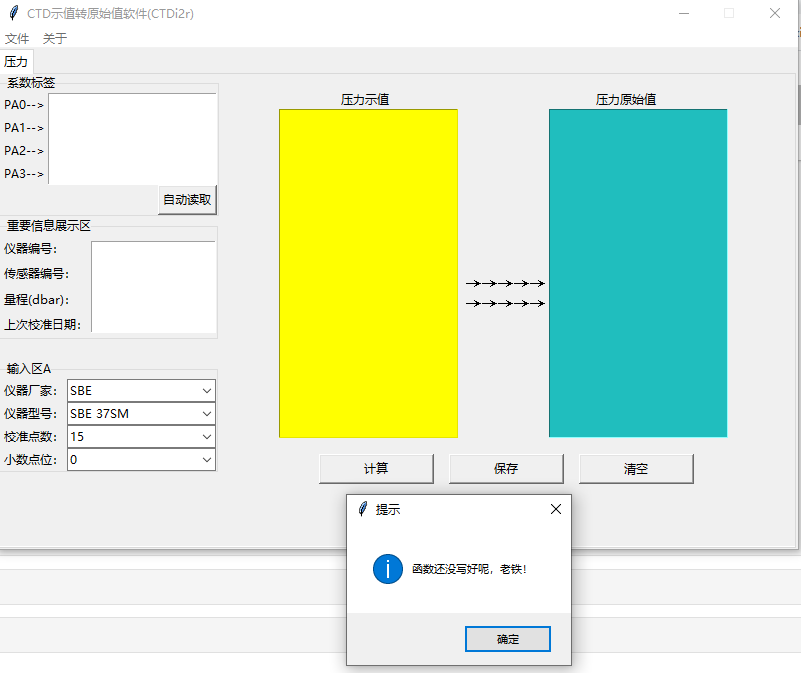 CTD示值转原始值软件(CTDi2r)
文件 关于
压力
系数标签
PA0-->
PA1-->
PA2-->
PA3-->
自动读取
重要信息展示区
仪器编号：
传感器编号：
量程(dbar)：
上次校准日期：
输入区A
仪器厂家： SBE
仪器型号： SBE 37SM
校准点数： 15
小数点位： 0
压力示值
压力原始值
计算
保存
清空
提示
函数还没写好呢，老铁！
确定